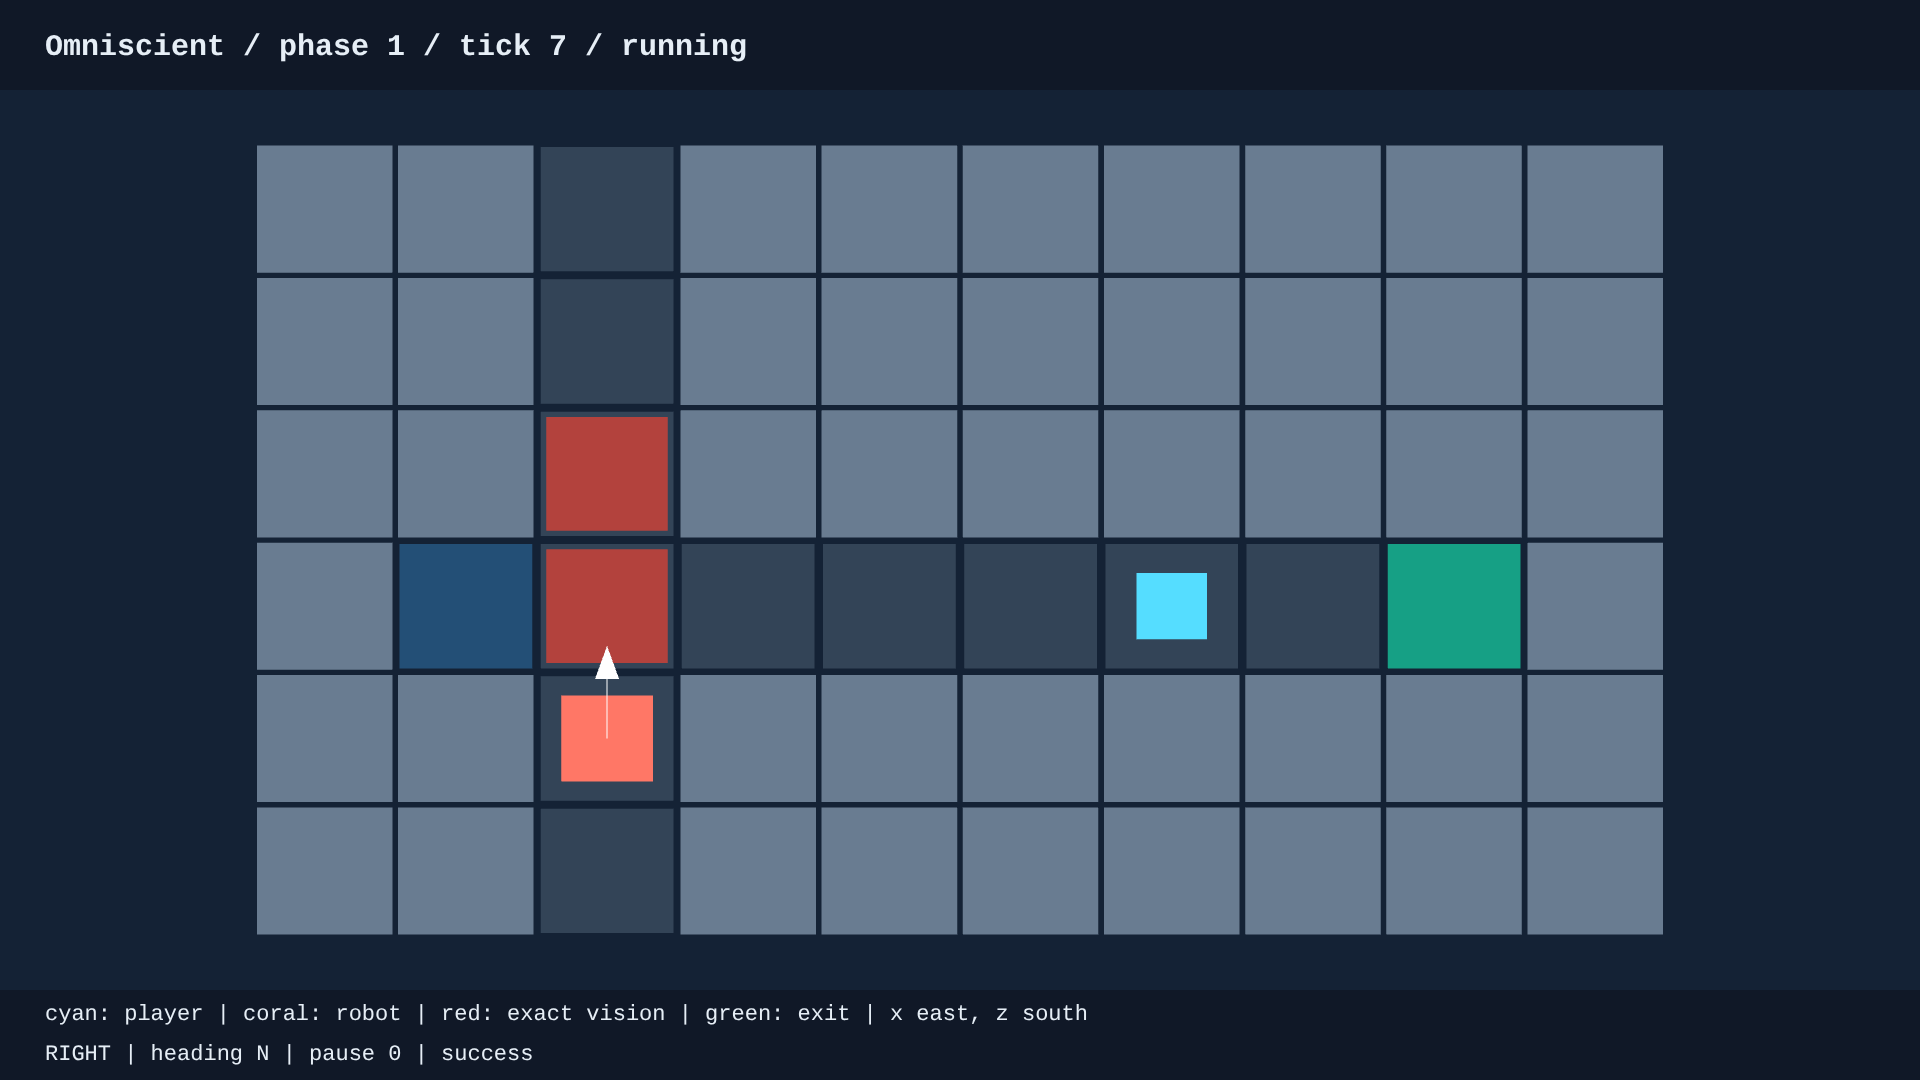 Omniscient / phase 1 / tick 7 / running
cyan: player | coral: robot | red: exact vision | green: exit | x east, z south
RIGHT | heading N | pause 0 | success